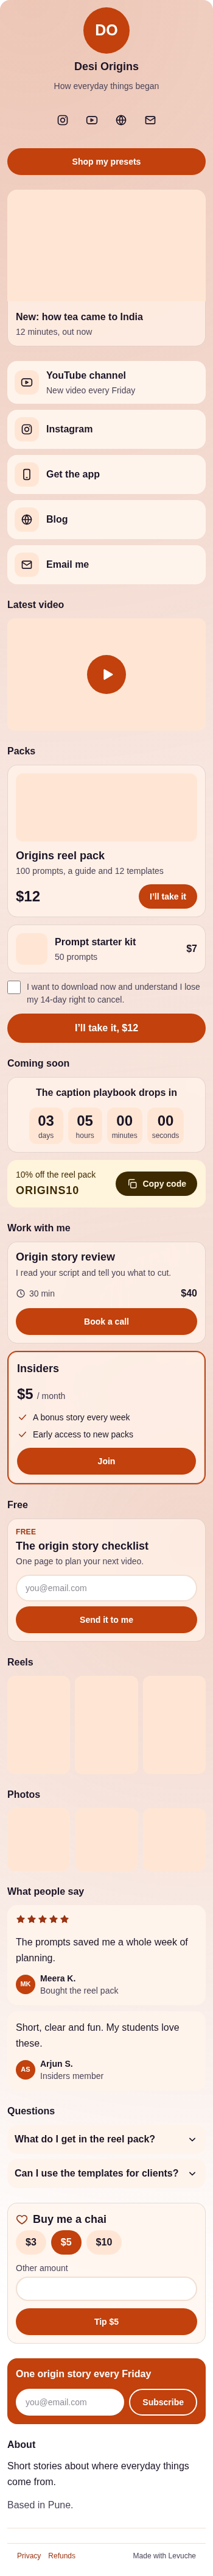 DO
Desi Origins
How everyday things began
Shop my presets
New: how tea came to India
12 minutes, out now
YouTube channel
New video every Friday
Instagram
Get the app
Blog
Email me
Latest video
Packs
Origins reel pack
100 prompts, a guide and 12 templates
$12
I'll take it
Prompt starter kit
50 prompts
$7
I want to download now and understand I lose
my 14-day right to cancel.
I'll take it, $12
Coming soon
The caption playbook drops in
03 05 00 00
days hours minutes seconds
10% off the reel pack
ORIGINS10
Copy code
Work with me
Origin story review
I read your script and tell you what to cut.
30 min
$40
Book a call
Insiders
$5 / month
A bonus story every week
Early access to new packs
Join
Free
FREE
The origin story checklist
One page to plan your next video.
you@email.com
Send it to me
Reels
Photos
What people say
The prompts saved me a whole week of
planning.
MK
Meera K.
Bought the reel pack
Short, clear and fun. My students love
these.
AS
Arjun S.
Insiders member
Questions
What do I get in the reel pack?
Can I use the templates for clients?
Buy me a chai
$3 $5 $10
Other amount
Tip $5
One origin story every Friday
you@email.com
Subscribe
About
Short stories about where everyday things
come from.
Based in Pune.
Privacy Refunds Made with Levuche